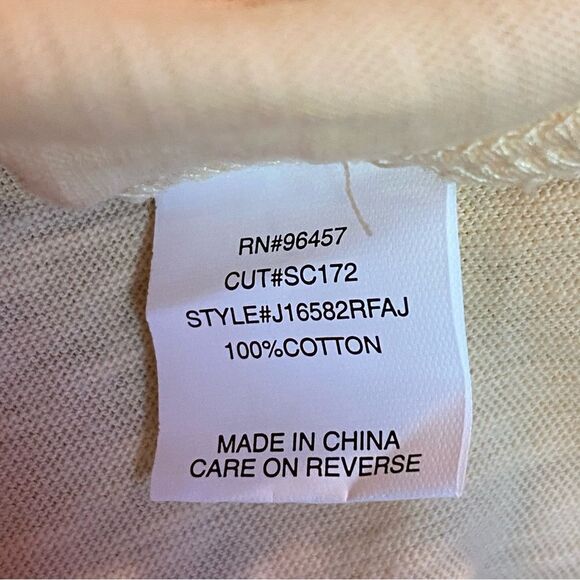 RN#96457
CUT#SC172
STYLE#J16582RFAJ
100%COTTON
MADE IN CHINA
CARE ON REVERSE